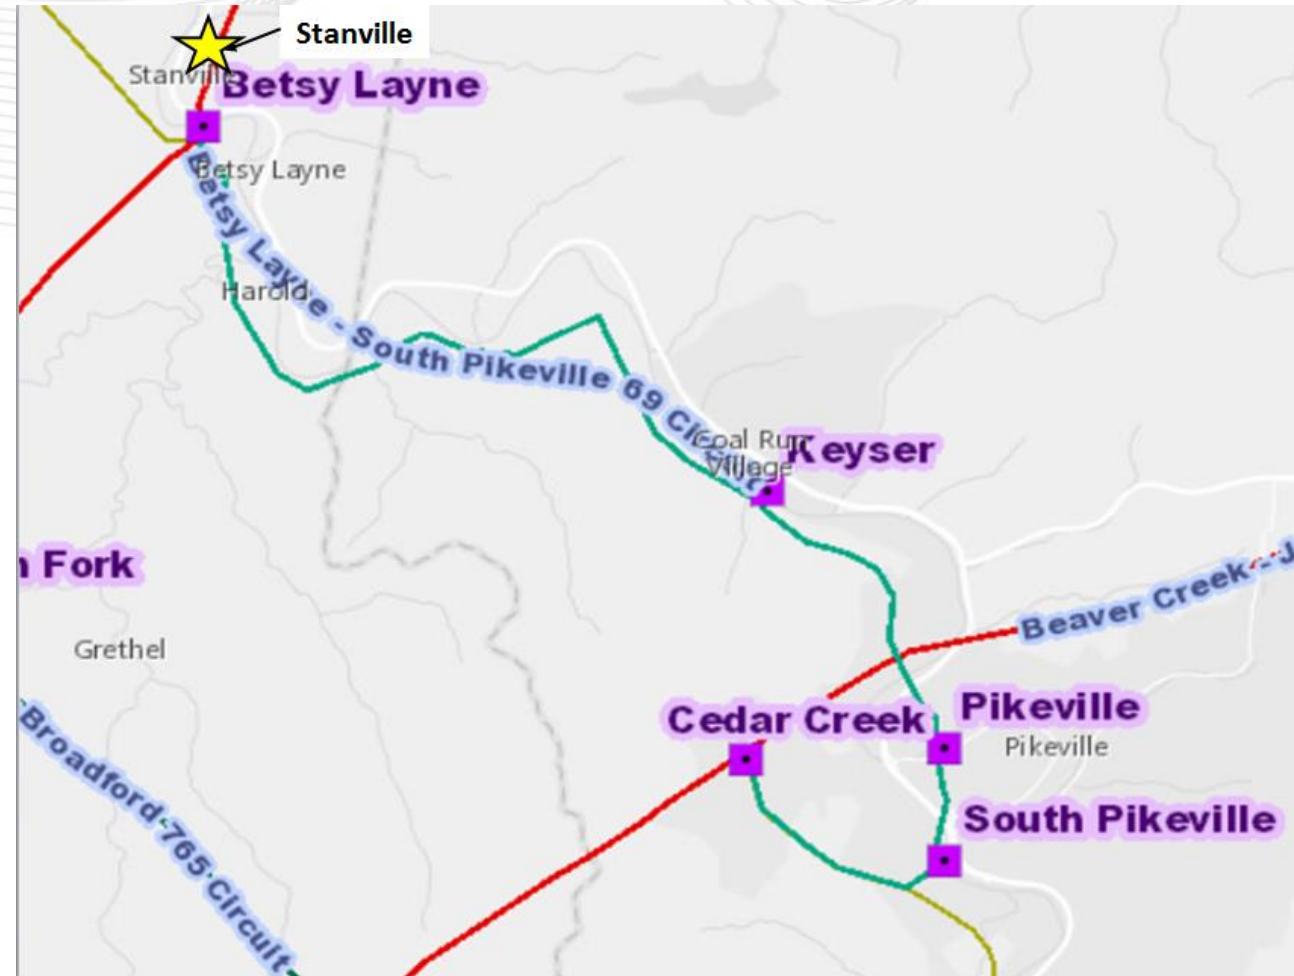 Stanville
Stanville
Betsy Layne
Betsy Layne
Betsy Layne - South Pikeville 69 Circuit
Harold
Coal Run
Village
Keyser
Fork
Grethel
Beaver Creek -
Cedar Creek
Pikeville
Pikeville
South Pikeville
Broadford 765 Circuit